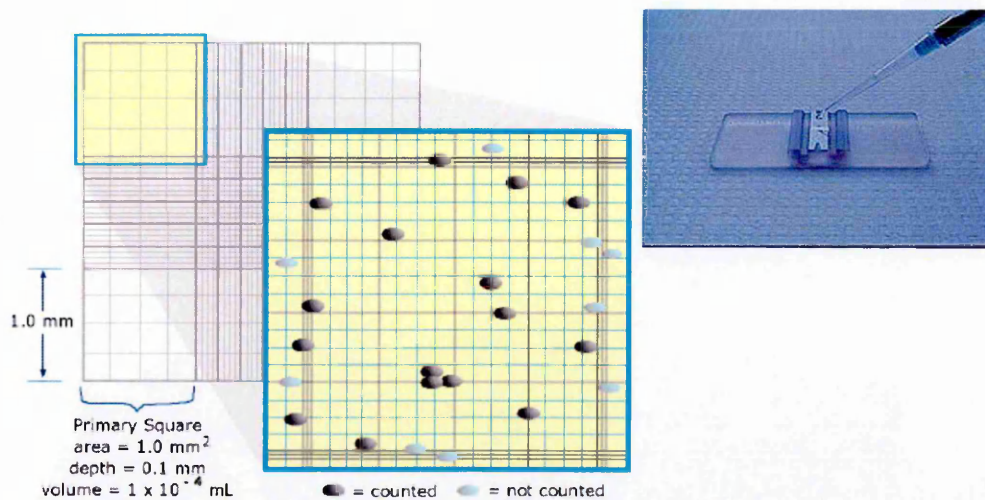 1.0 mm
Primary Square
area = 1.0 mm²
depth = 0.1 mm
volume = 1 x 10⁻⁴ mL
= counted = not counted